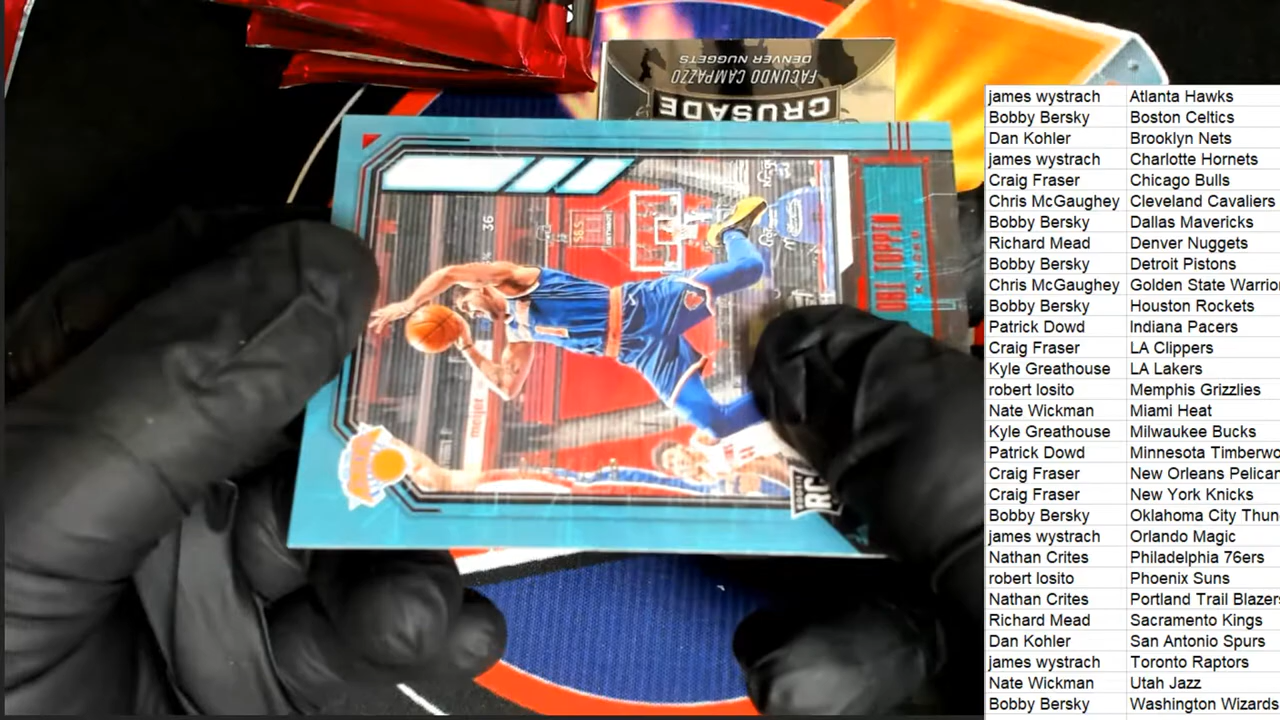 FACUNDO CAMPAZZO
DENVER NUGGETS
CRUSADE
OBI TOPPIN
RC
36
meijer
james wystrach Atlanta Hawks
Bobby Bersky Boston Celtics
Dan Kohler Brooklyn Nets
james wystrach Charlotte Hornets
Craig Fraser Chicago Bulls
Chris McGaughey Cleveland Cavaliers
Bobby Bersky Dallas Mavericks
Richard Mead Denver Nuggets
Bobby Bersky Detroit Pistons
Chris McGaughey Golden State Warrior
Bobby Bersky Houston Rockets
Patrick Dowd Indiana Pacers
Craig Fraser LA Clippers
Kyle Greathouse LA Lakers
robert losito Memphis Grizzlies
Nate Wickman Miami Heat
Kyle Greathouse Milwaukee Bucks
Patrick Dowd Minnesota Timberwo
Craig Fraser New Orleans Pelican
Craig Fraser New York Knicks
Bobby Bersky Oklahoma City Thun
james wystrach Orlando Magic
Nathan Crites Philadelphia 76ers
robert losito Phoenix Suns
Nathan Crites Portland Trail Blazers
Richard Mead Sacramento Kings
Dan Kohler San Antonio Spurs
james wystrach Toronto Raptors
Nate Wickman Utah Jazz
Bobby Bersky Washington Wizards